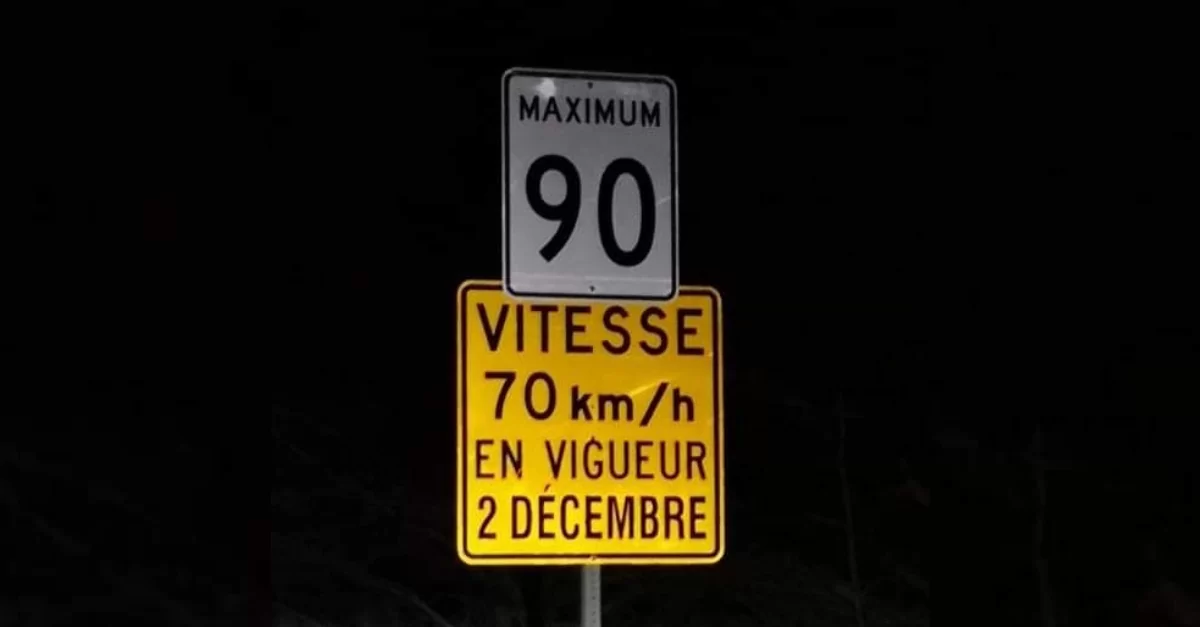 MAXIMUM
90
VITESSE
70 km/h
EN VIGUEUR
2 DÉCEMBRE